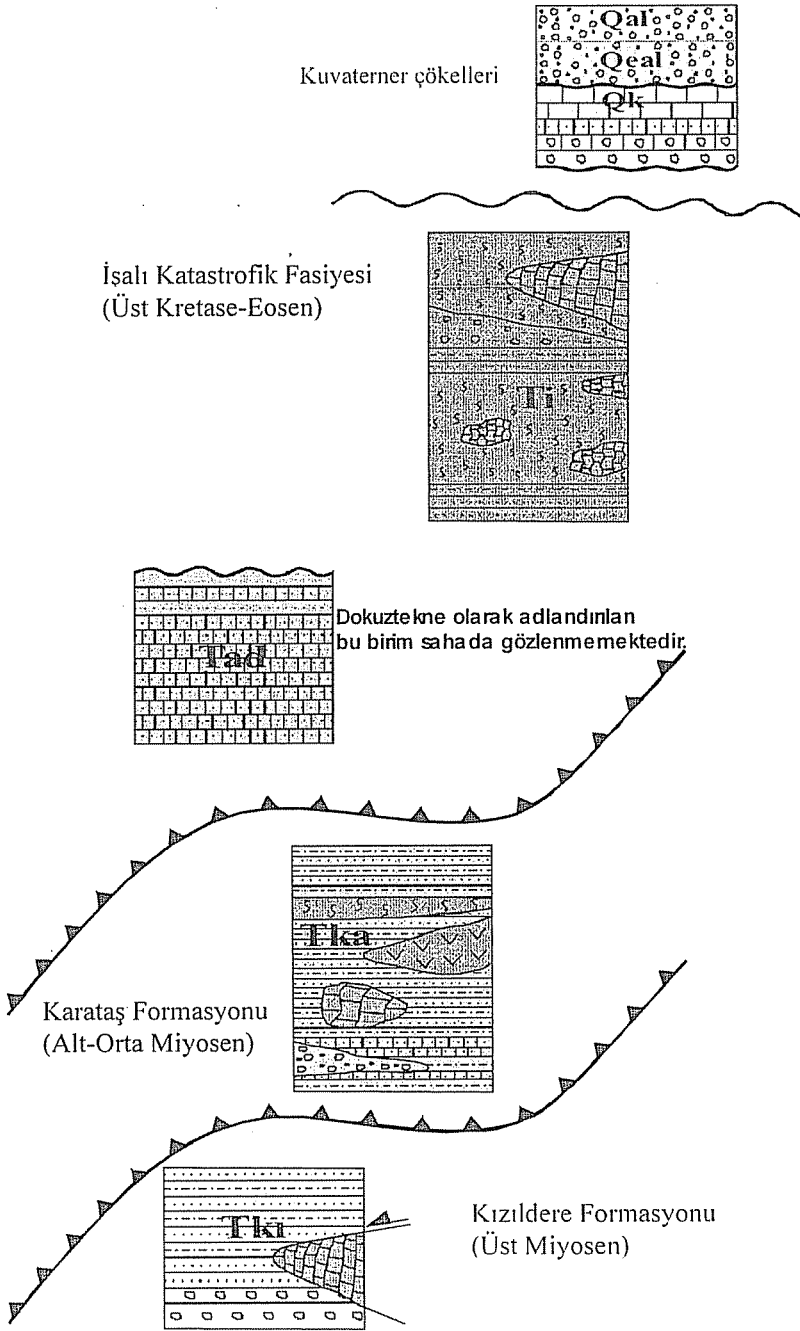 Qal
Kuvaterner çökelleri
Qeal
Qk
İşalı Katastrofik Fasiyesi
(Üst Kretase-Eosen)
Ti
Dokuztekne olarak adlandırılan
bu birim sahada gözlenmemektedir.
Tad
Tka
Karataş Formasyonu
(Alt-Orta Miyosen)
Tkı
Kızıldere Formasyonu
(Üst Miyosen)